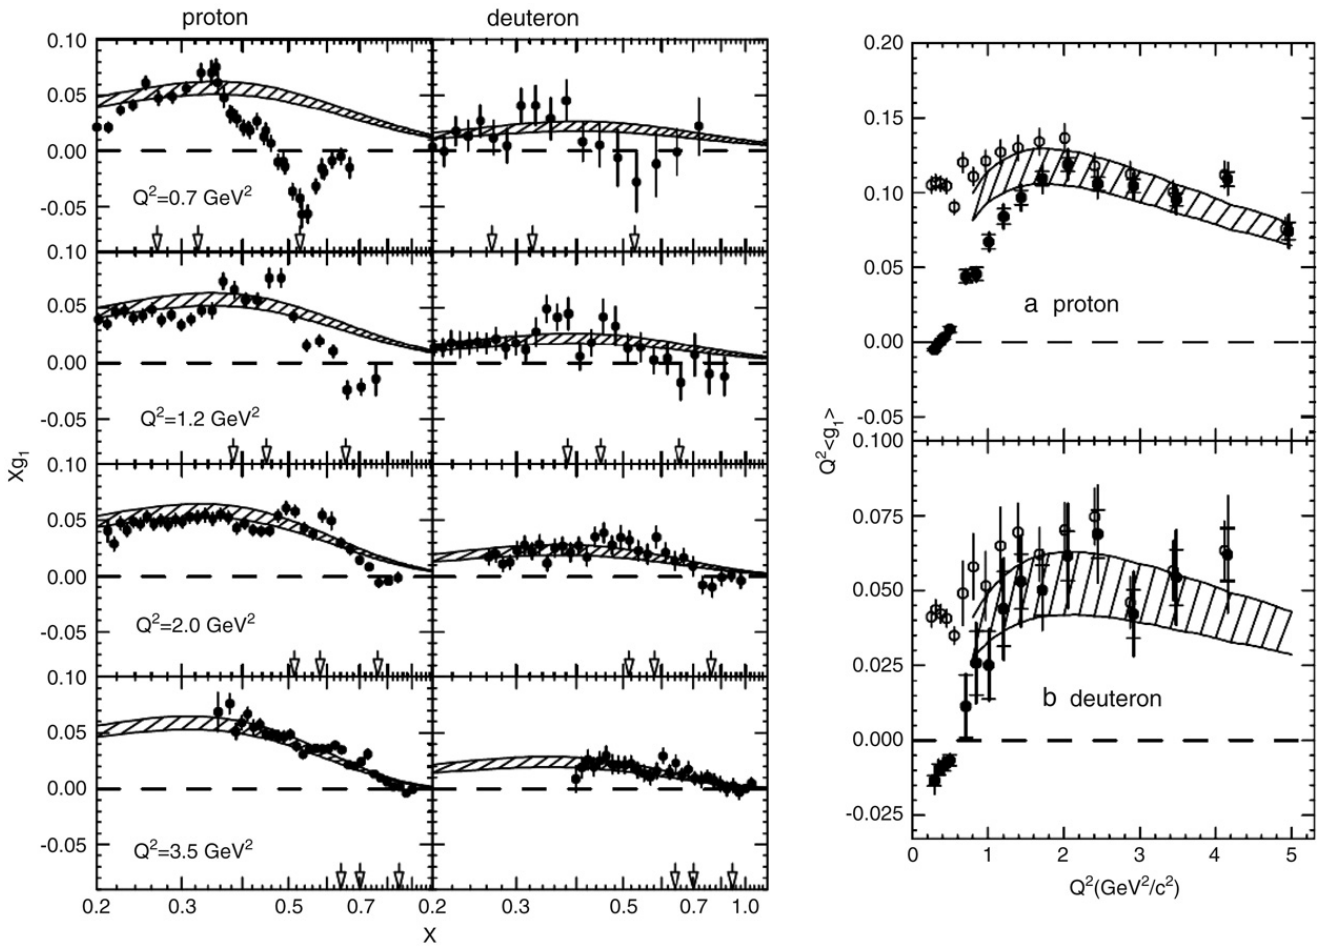 proton deuteron
0.10
0.05
0.00
-0.05
Q²=0.7 GeV²
0.10
0.05
0.00
-0.05
Q²=1.2 GeV²
0.10
0.05
0.00
-0.05
Q²=2.0 GeV²
0.10
0.05
0.00
-0.05
Q²=3.5 GeV²
Xg₁
0.2 0.3 0.5 0.7 0.2 0.3 0.5 0.7 1.0
X
0.20
0.15
0.10
0.05
0.00
-0.05
a proton
Q²<g₁>
0.100
0.075
0.050
0.025
0.000
-0.025
b deuteron
0 1 2 3 4 5
Q²(GeV²/c²)